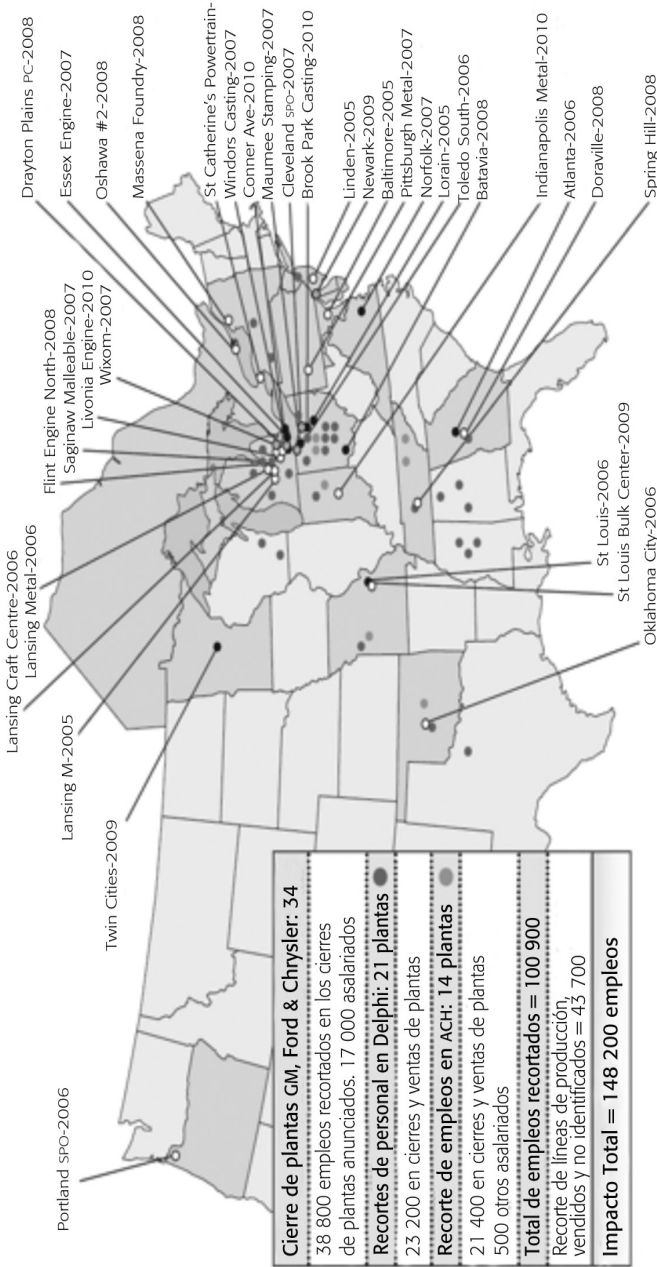 Portland SPO-2006
Twin Cities-2009
Lansing M-2005
Lansing Craft Centre-2006
Lansing Metal-2006
Flint Engine North-2008
Saginaw Malleable-2007
Livonia Engine-2010
Wixom-2007
Drayton Plains PC-2008
Essex Engine-2007
Oshawa #2-2008
Massena Foundry-2008
St Catherine's Powertrain-
Windors Casting-2007
Conner Ave-2010
Maumee Stamping-2007
Cleveland SPO-2007
Brook Park Casting-2010
Linden-2005
Newark-2009
Baltimore-2005
Pittsburgh Metal-2007
Norfolk-2007
Lorain-2005
Toledo South-2006
Batavia-2008
Indianapolis Metal-2010
Atlanta-2006
Doraville-2008
Spring Hill-2008
St Louis-2006
St Louis Bulk Center-2009
Oklahoma City-2006
Cierre de plantas GM, Ford & Chrysler: 34
38 800 empleos recortados en los cierres
de plantas anunciados. 17 000 asalariados
Recortes de personal en Delphi: 21 plantas
23 200 en cierres y ventas de plantas
Recorte de empleos en ACH: 14 plantas
21 400 en cierres y ventas de plantas
500 otros asalariados
Total de empleos recortados = 100 900
Recorte de líneas de producción,
vendidos y no identificados = 43 700
Impacto Total = 148 200 empleos